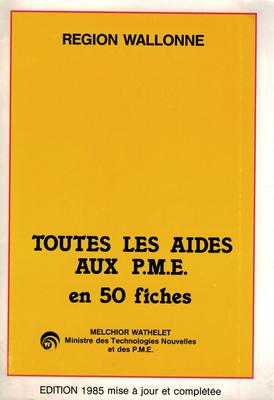 REGION WALLONNE
TOUTES LES AIDES
AUX P.M.E.
en 50 fiches
MELCHIOR WATHELET
Ministre des Technologies Nouvelles
et des P.M.E.
W
EDITION 1985 mise à jour et complétée